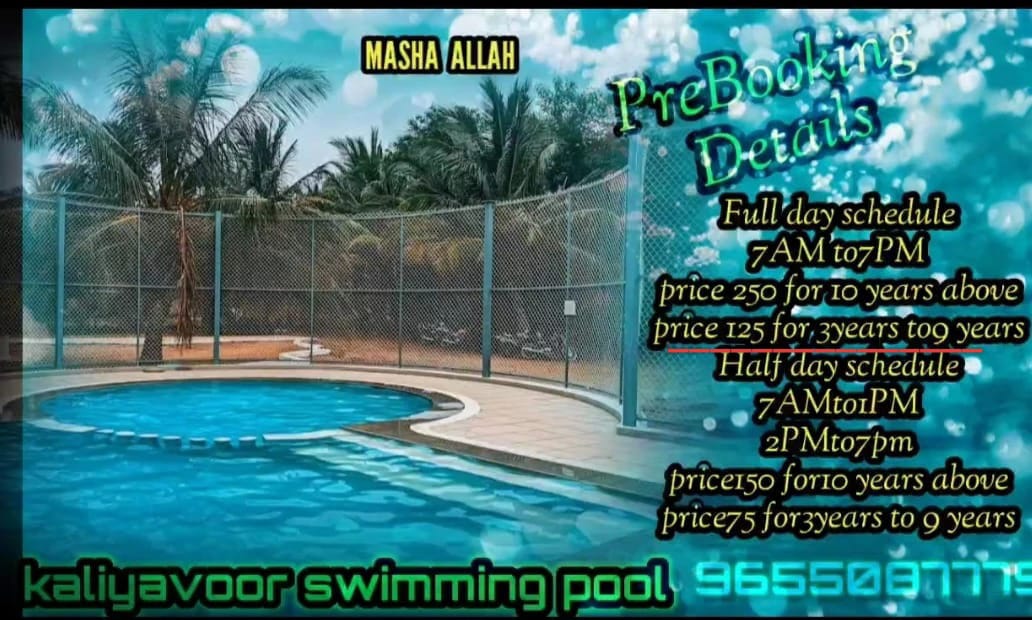 MASHA ALLAH
PreBooking
Details
Full day schedule
7AM to7PM
price 250 for 10 years above
price 125 for 3years to9 years
Half day schedule
7AMto1PM
2PMto7pm
price150 for10 years above
price75 for3years to 9 years
kaliyavoor swimming pool 9655087775